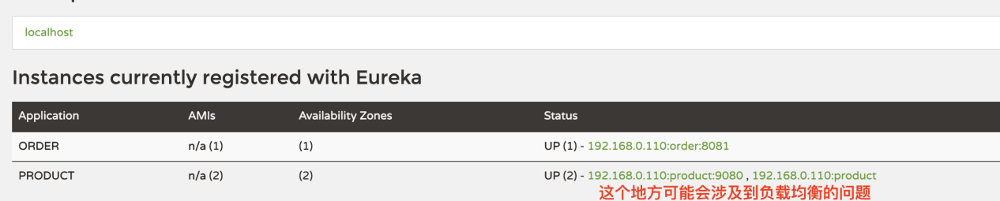 localhost
Instances currently registered with Eureka
Application AMIs Availability Zones Status
ORDER n/a (1) (1) UP (1) - 192.168.0.110:order:8081
PRODUCT n/a (2) (2) UP (2) - 192.168.0.110:product:9080 , 192.168.0.110:product
这个地方可能会涉及到负载均衡的问题